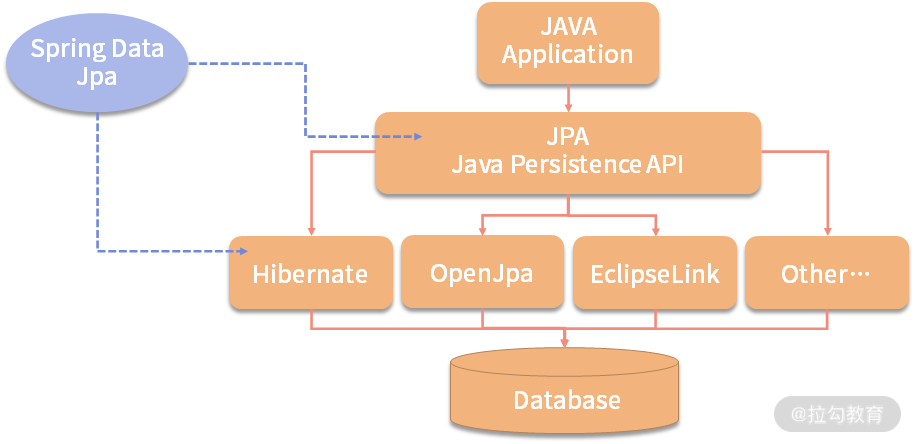 JAVA
Application
Spring Data
Jpa
JPA
Java Persistence API
Hibernate
OpenJpa
EclipseLink
Other…
Database
@拉勾教育